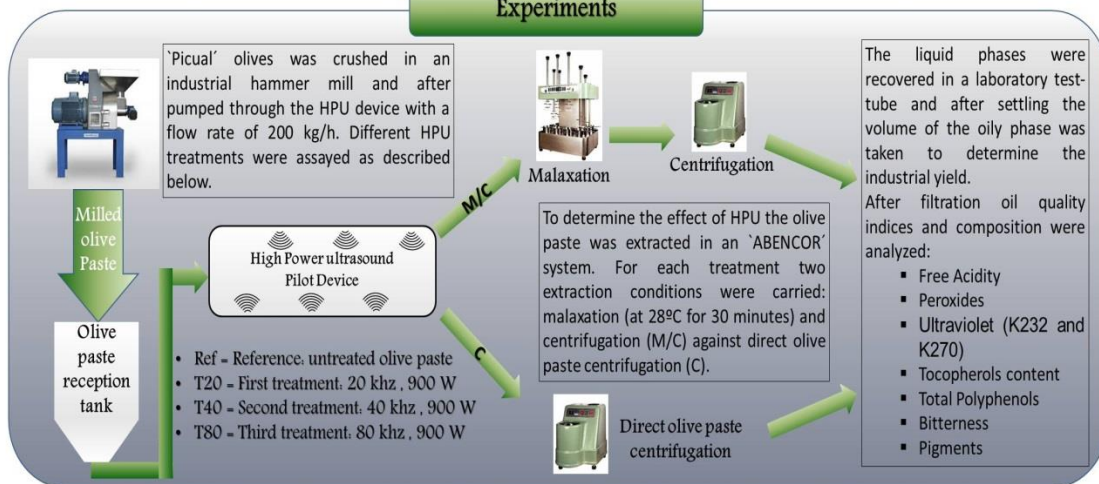 Experiments
`Picual´ olives was crushed in an
industrial hammer mill and after
pumped through the HPU device with a
flow rate of 200 kg/h. Different HPU
treatments were assayed as described
below.
Milled
olive
Paste
Olive
paste
reception
tank
High Power ultrasound
Pilot Device
• Ref = Reference: untreated olive paste
• T20 = First treatment: 20 khz , 900 W
• T40 = Second treatment: 40 khz , 900 W
• T80 = Third treatment: 80 khz , 900 W
M/C
C
Malaxation
Centrifugation
To determine the effect of HPU the olive
paste was extracted in an `ABENCOR´
system. For each treatment two
extraction conditions were carried:
malaxation (at 28ºC for 30 minutes) and
centrifugation (M/C) against direct olive
paste centrifugation (C).
Direct olive paste
centrifugation
The liquid phases were
recovered in a laboratory test-
tube and after settling the
volume of the oily phase was
taken to determine the
industrial yield.
After filtration oil quality
indices and composition were
analyzed:
▪ Free Acidity
▪ Peroxides
▪ Ultraviolet (K232 and
K270)
▪ Tocopherols content
▪ Total Polyphenols
▪ Bitterness
▪ Pigments